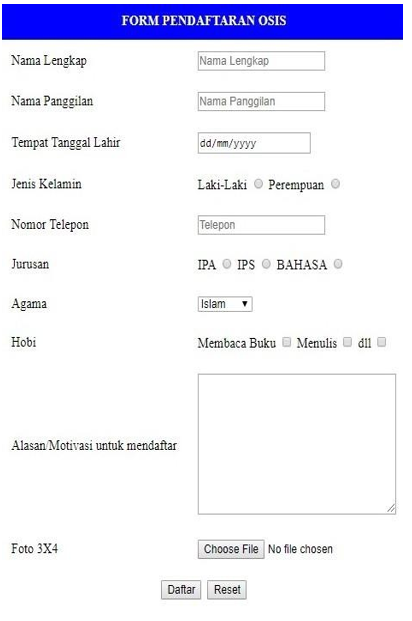 FORM PENDAFTARAN OSIS
Nama Lengkap Nama Lengkap
Nama Panggilan Nama Panggilan
Tempat Tanggal Lahir dd/mm/yyyy
Jenis Kelamin Laki-Laki Perempuan
Nomor Telepon Telepon
Jurusan IPA IPS BAHASA
Agama Islam
Hobi Membaca Buku Menulis dll
Alasan/Motivasi untuk mendaftar
Foto 3X4 Choose File No file chosen
Daftar Reset